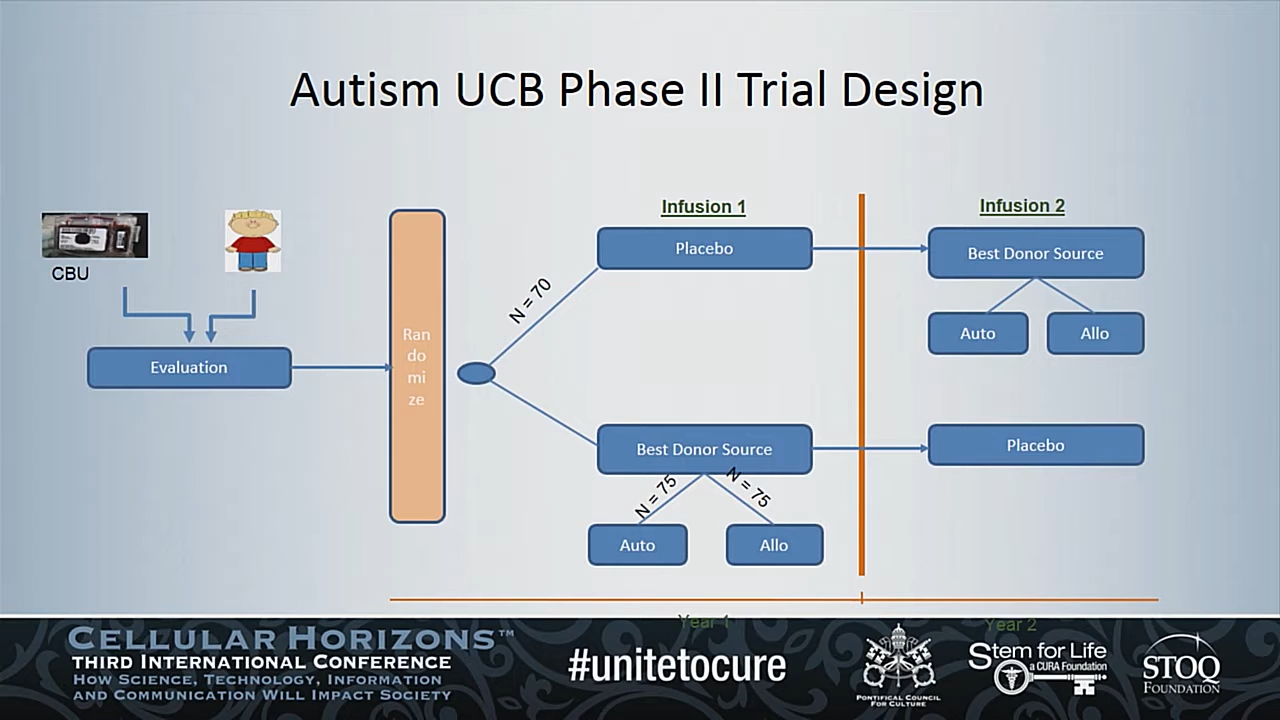 Autism UCB Phase II Trial Design
CBU
Evaluation
Ran
do
mi
ze
N = 70
Infusion 1
Placebo
Best Donor Source
N = 75
N = 75
Auto
Allo
Infusion 2
Best Donor Source
Auto
Allo
Placebo
Year 1
Year 2
CELLULAR HORIZONS™
THIRD INTERNATIONAL CONFERENCE
HOW SCIENCE, TECHNOLOGY, INFORMATION
AND COMMUNICATION WILL IMPACT SOCIETY
#unitetocure
PONTIFICAL COUNCIL
FOR CULTURE
Stem for Life
a CURA Foundation
STOQ
FOUNDATION